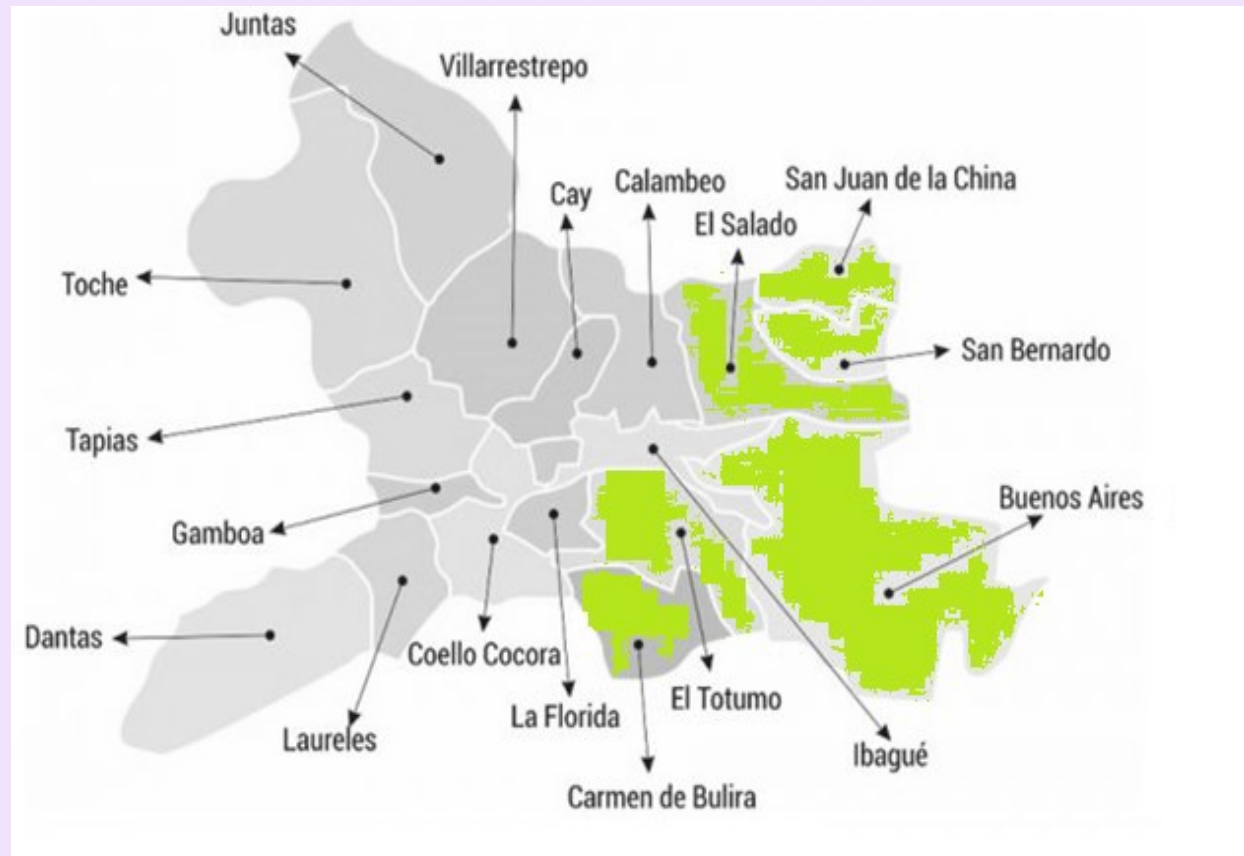 Juntas
Villarrestrepo
Cay
Calambeo
San Juan de la China
El Salado
Toche
San Bernardo
Tapias
Buenos Aires
Gamboa
Dantas
Coello Cocora
La Florida
El Totumo
Laureles
Ibagué
Carmen de Bulira